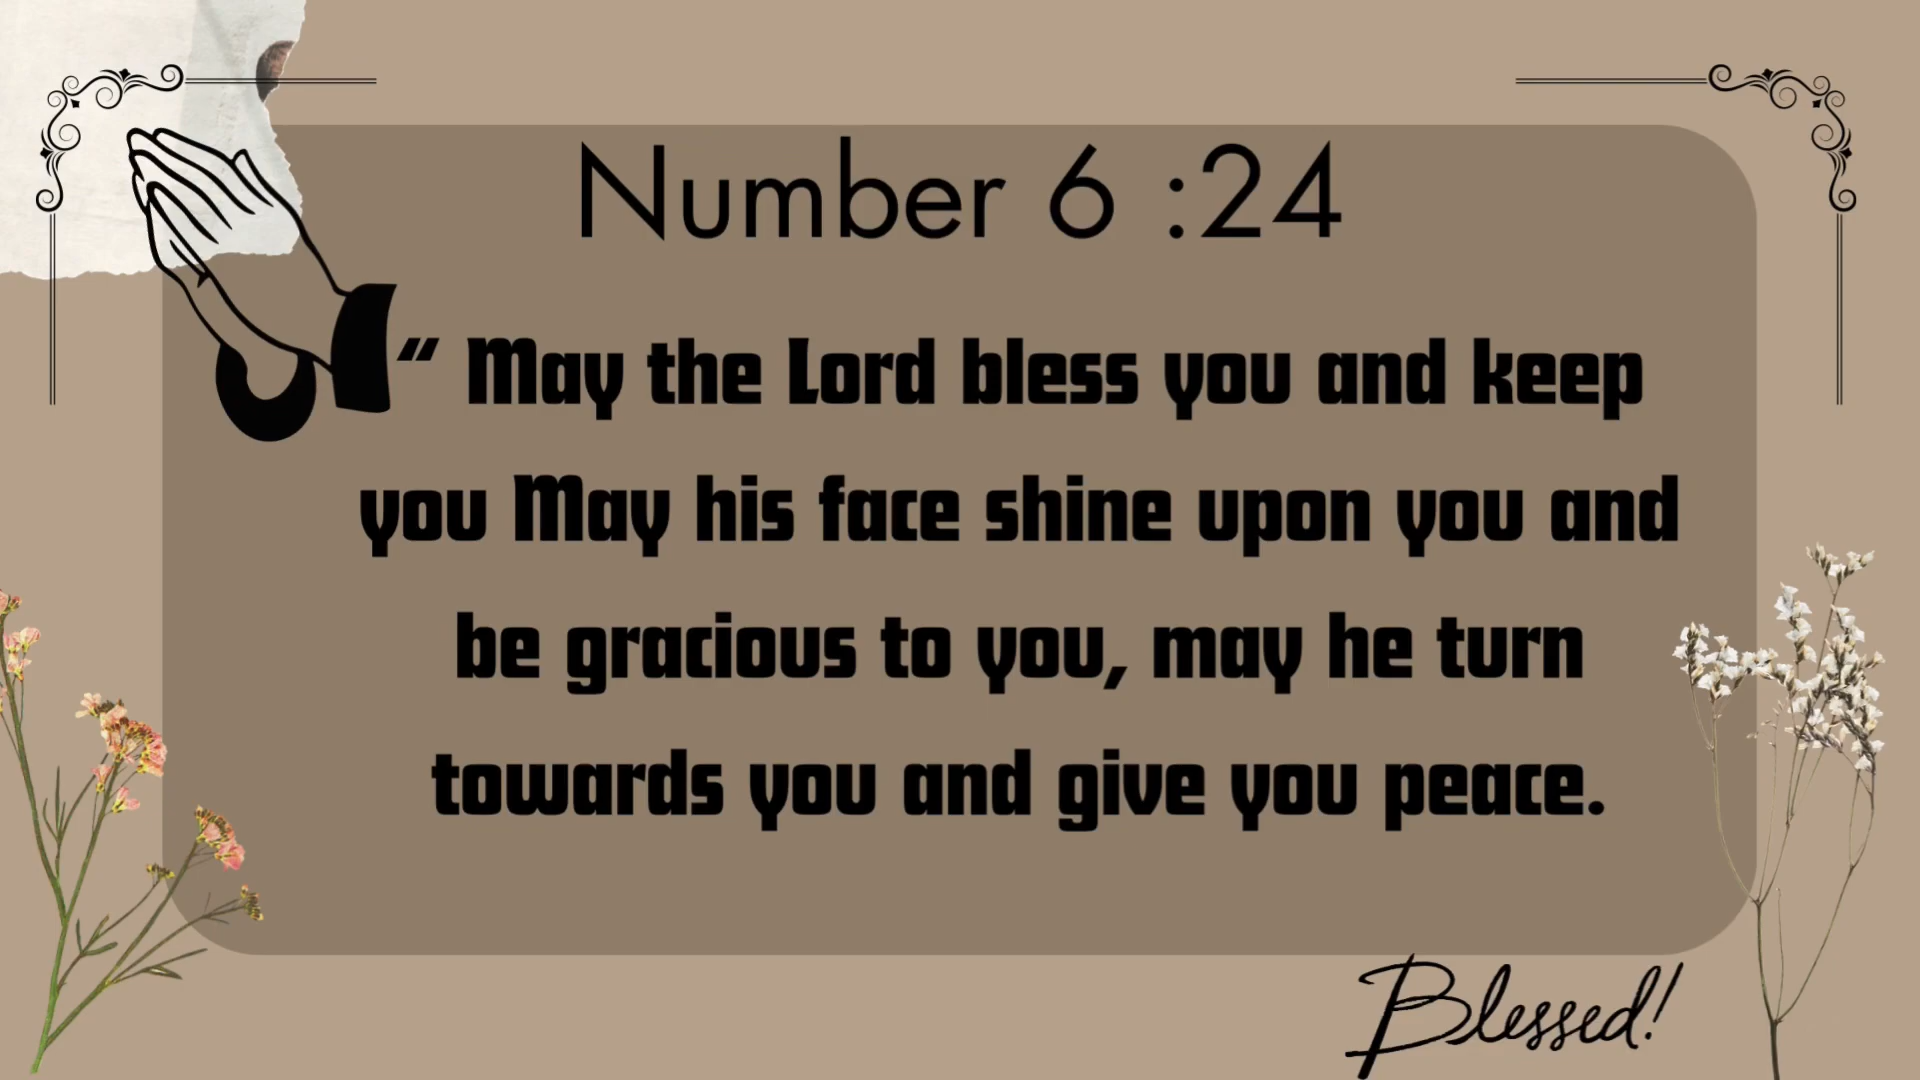 Number 6 :24
“ May the Lord bless you and keep
you May his face shine upon you and
be gracious to you, may he turn
towards you and give you peace.
Blessed!